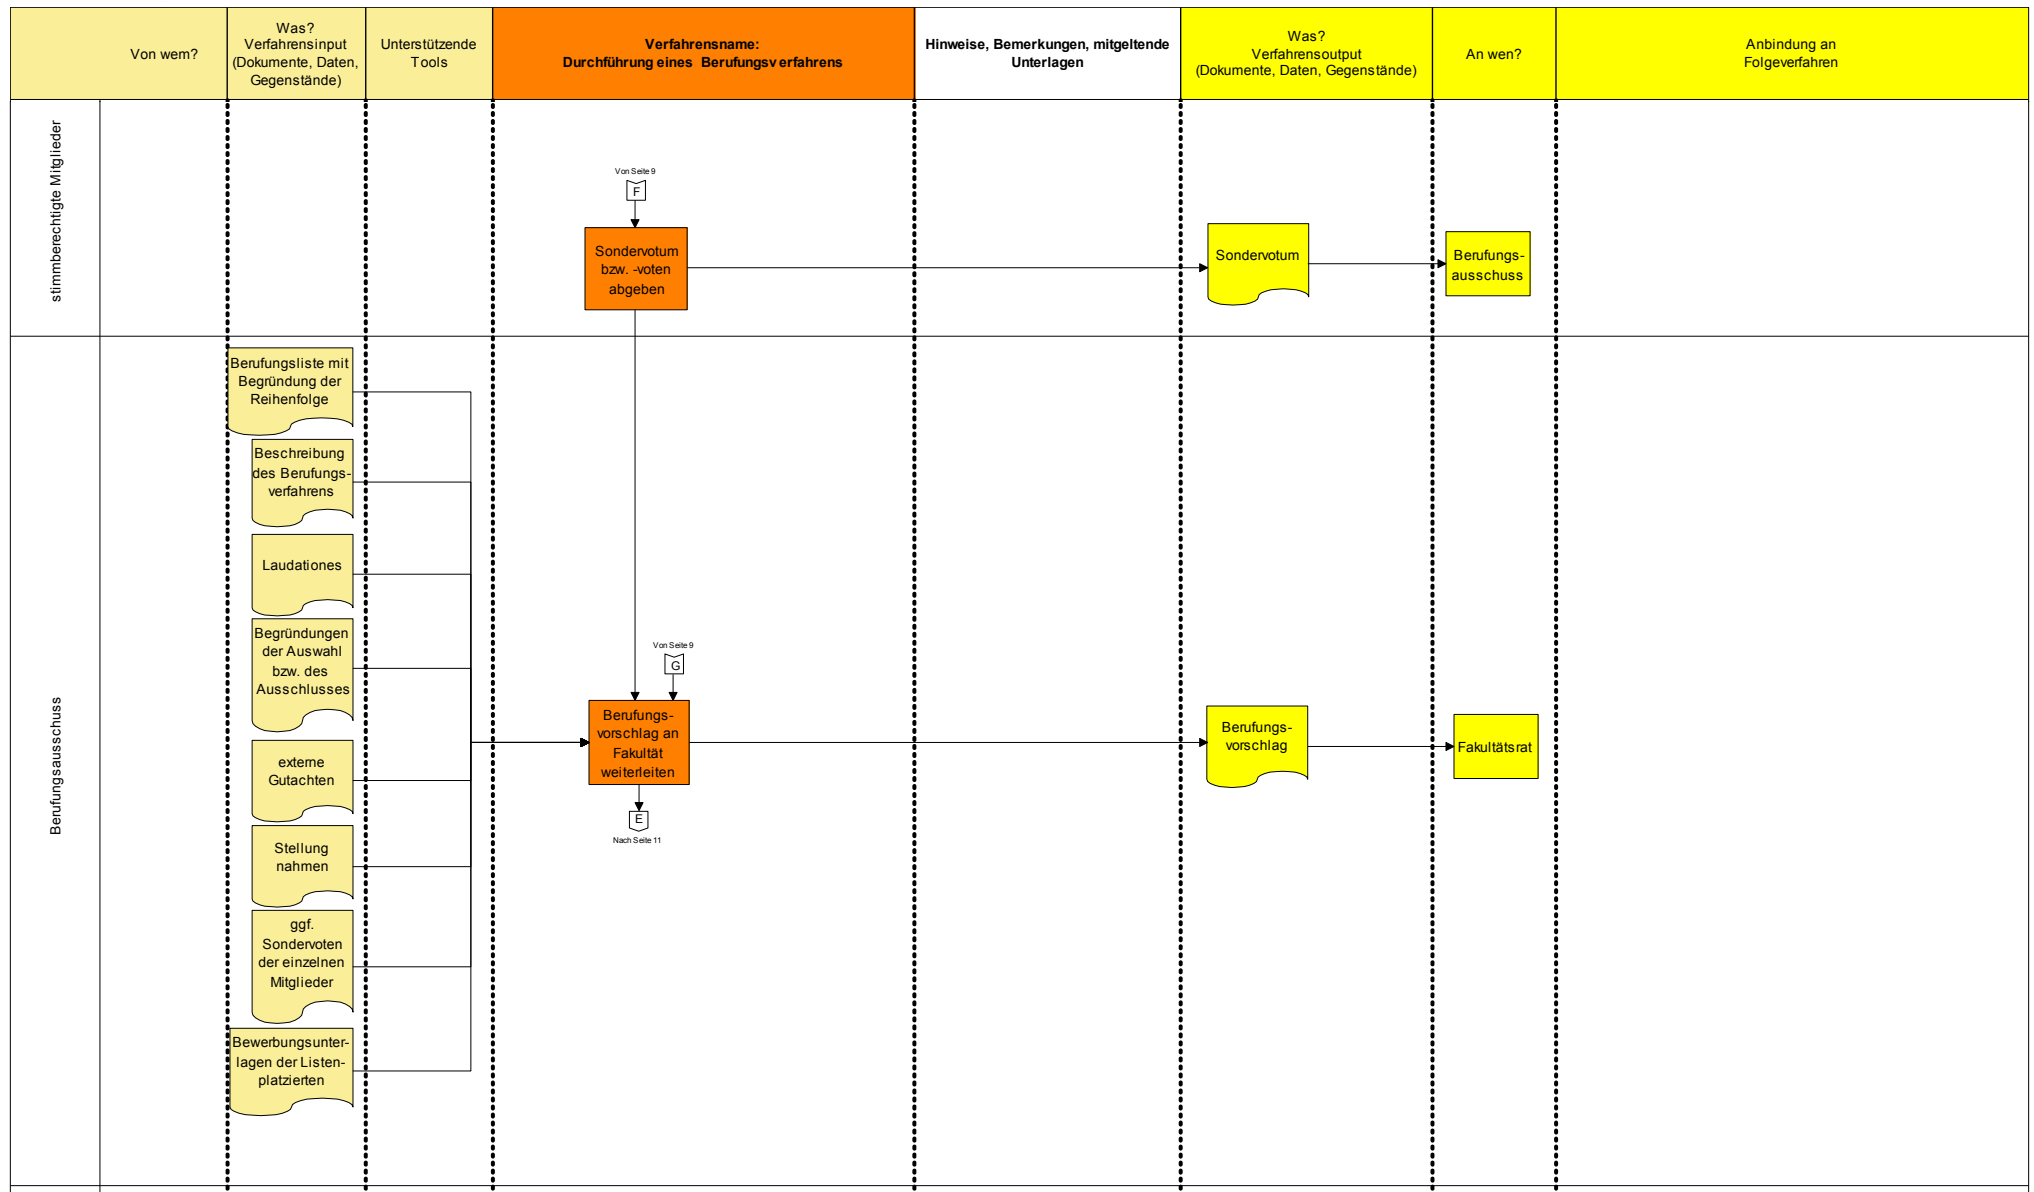 Von wem?
Was?
Verfahrensinput
(Dokumente, Daten,
Gegenstände)
Unterstützende
Tools
Verfahrensname:
Durchführung eines Berufungsverfahrens
Hinweise, Bemerkungen, mitgeltende
Unterlagen
Was?
Verfahrensoutput
(Dokumente, Daten, Gegenstände)
An wen?
Anbindung an
Folgeverfahren
stimmberechtigte Mitglieder
Von Seite 9
F
Sondervotum
bzw. -voten
abgeben
Sondervotum
Berufungs-
ausschuss
Berufungsausschuss
Berufungsliste mit
Begründung der
Reihenfolge
Beschreibung
des Berufungs-
verfahrens
Laudationes
Begründungen
der Auswahl
bzw. des
Ausschlusses
externe
Gutachten
Stellung
nahmen
ggf.
Sondervoten
der einzelnen
Mitglieder
Bewerbungsunter-
lagen der Listen-
platzierten
Von Seite 9
G
Berufungs-
vorschlag an
Fakultät
weiterleiten
E
Nach Seite 11
Berufungs-
vorschlag
Fakultätsrat